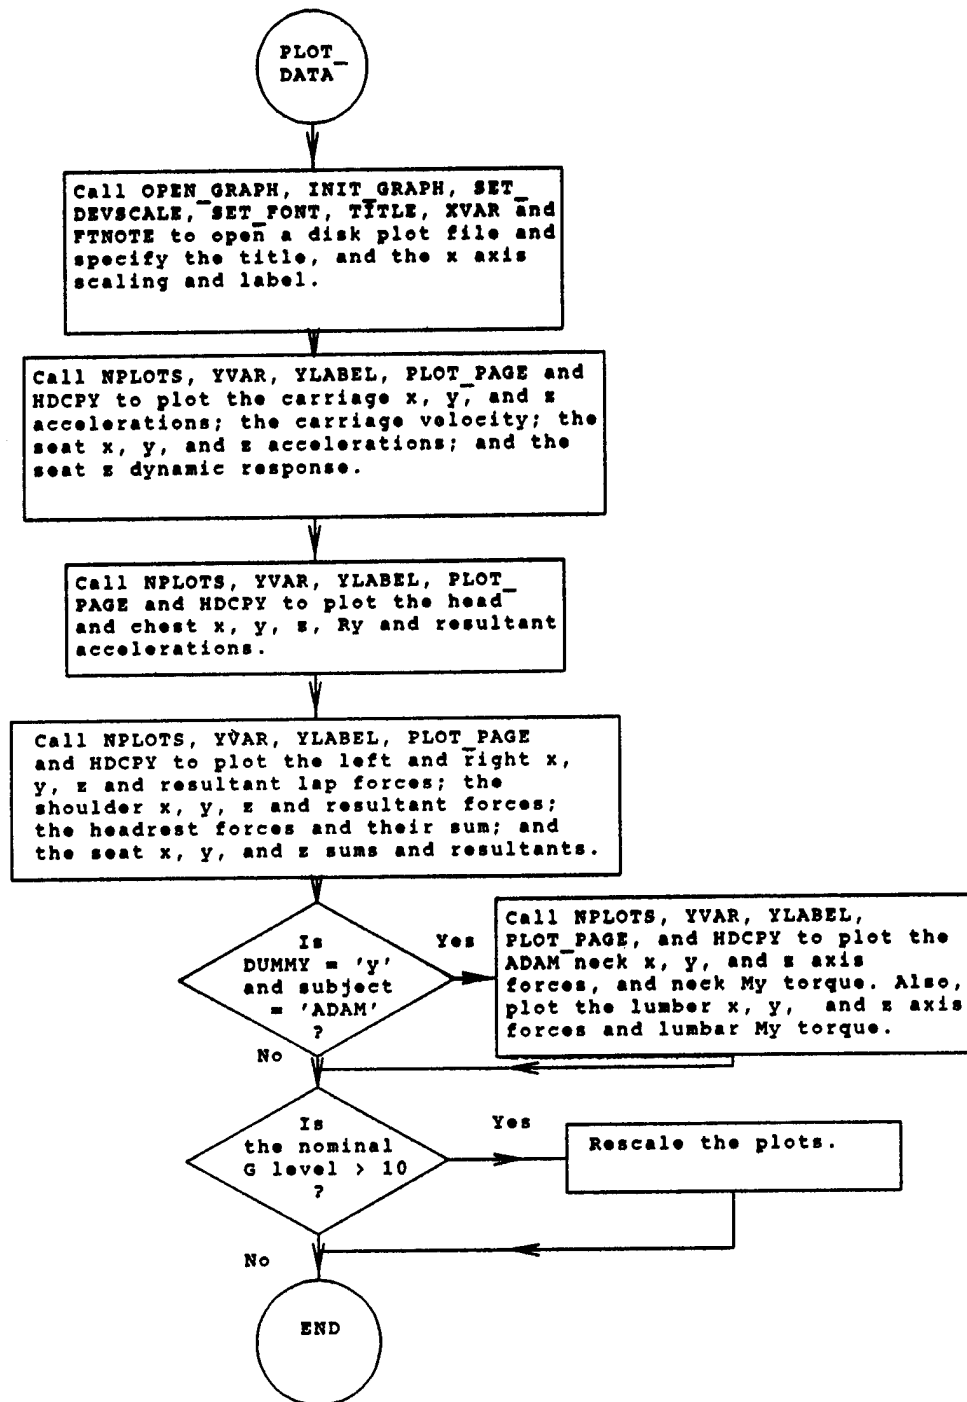 PLOT_
DATA
Call OPEN_GRAPH, INIT_GRAPH, SET_
DEVSCALE, SET_FONT, TITLE, XVAR and
FTNOTE to open a disk plot file and
specify the title, and the x axis
scaling and label.
Call NPLOTS, YVAR, YLABEL, PLOT_PAGE and
HDCPY to plot the carriage x, y, and z
accelerations; the carriage velocity; the
seat x, y, and z accelerations; and the
seat z dynamic response.
Call NPLOTS, YVAR, YLABEL, PLOT_
PAGE and HDCPY to plot the head
and chest x, y, z, Ry and resultant
accelerations.
Call NPLOTS, YVAR, YLABEL, PLOT_PAGE
and HDCPY to plot the left and right x,
y, z and resultant lap forces; the
shoulder x, y, z and resultant forces;
the headrest forces and their sum; and
the seat x, y, and z sums and resultants.
Is
DUMMY = 'y'
and subject
= 'ADAM'
?
Yes
No
Call NPLOTS, YVAR, YLABEL,
PLOT_PAGE, and HDCPY to plot the
ADAM neck x, y, and z axis
forces, and neck My torque. Also,
plot the lumber x, y, and z axis
forces and lumbar My torque.
Is
the nominal
G level > 10
?
Yes
No
Rescale the plots.
END